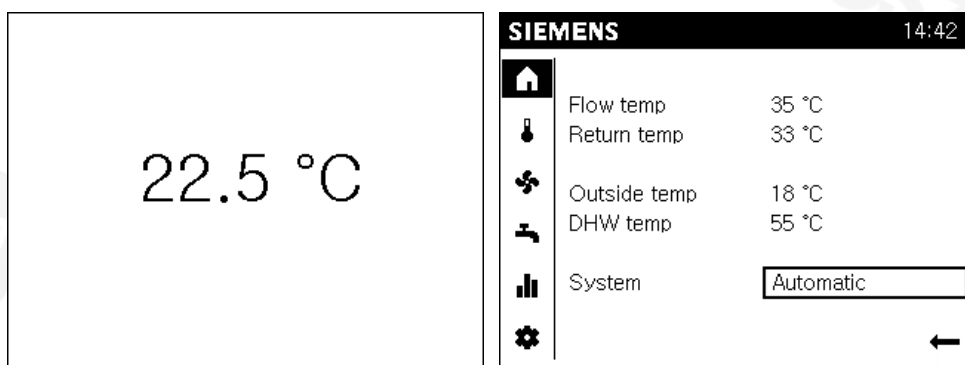 22.5 °C
SIEMENS 14:42
Flow temp 35 °C
Return temp 33 °C
Outside temp 18 °C
DHW temp 55 °C
System Automatic